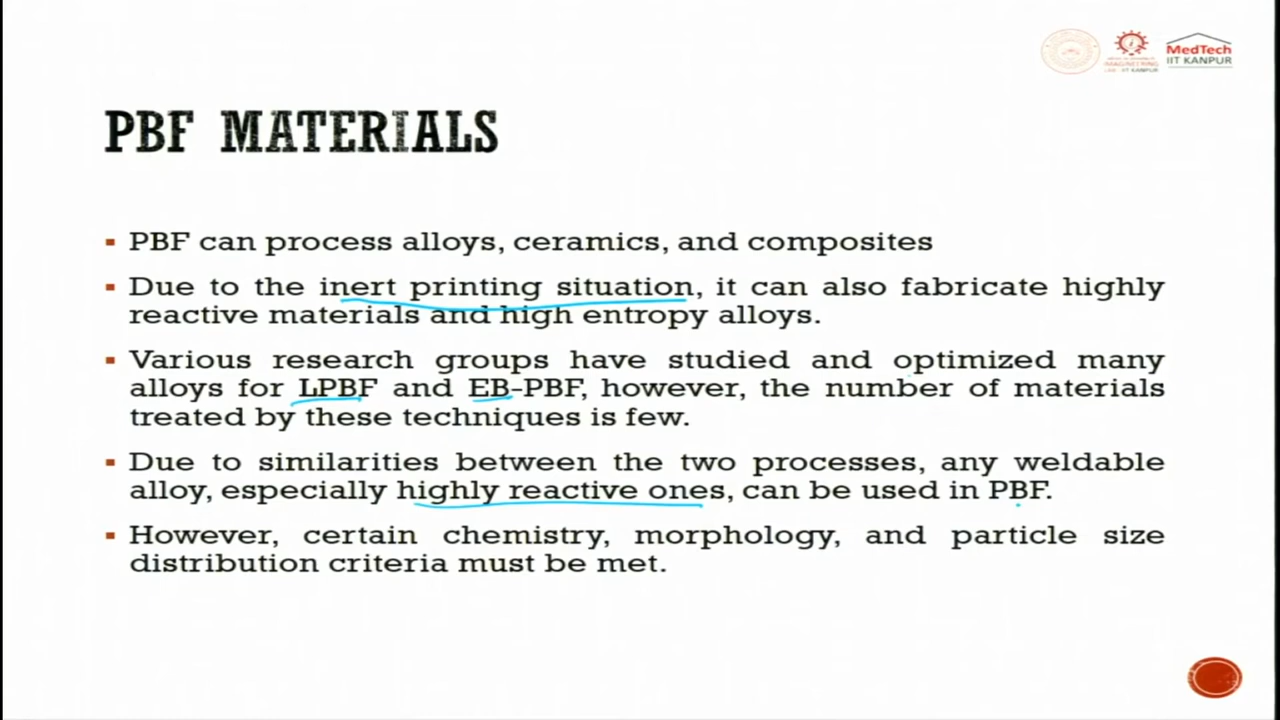 MedTech
IIT KANPUR
PBF MATERIALS
▪ PBF can process alloys, ceramics, and composites
▪ Due to the inert printing situation, it can also fabricate highly
reactive materials and high entropy alloys.
▪ Various research groups have studied and optimized many
alloys for LPBF and EB-PBF, however, the number of materials
treated by these techniques is few.
▪ Due to similarities between the two processes, any weldable
alloy, especially highly reactive ones, can be used in PBF.
▪ However, certain chemistry, morphology, and particle size
distribution criteria must be met.